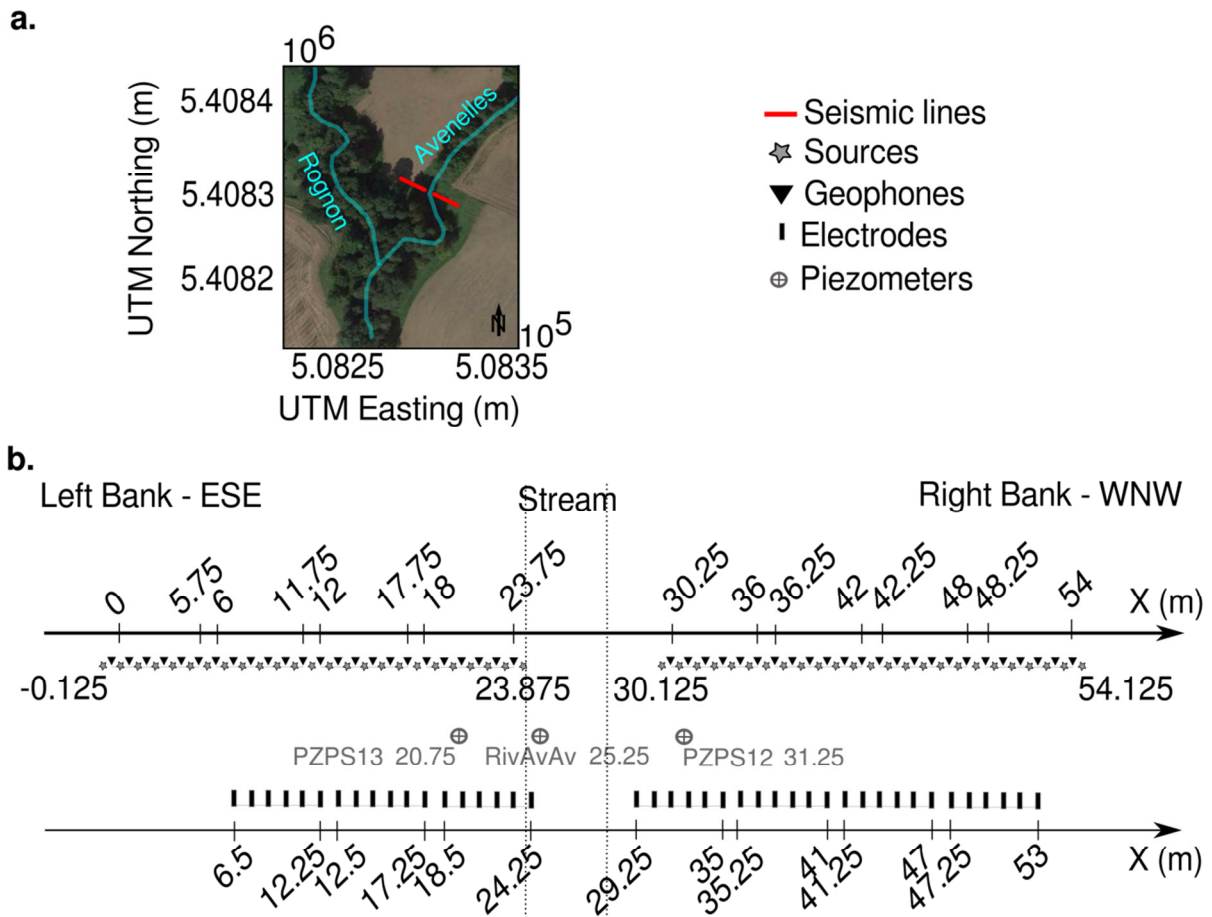 a.
10^6
UTM Northing (m)
5.4084
5.4083
5.4082
Rognon
Avenelles
N
10^5
5.0825 5.0835
UTM Easting (m)
Seismic lines
Sources
Geophones
Electrodes
Piezometers
b.
Left Bank - ESE Stream Right Bank - WNW
0 5.75 6 11.75 12 17.75 18 23.75 30.25 36 36.25 42 42.25 48 48.25 54 X (m)
-0.125 23.875 30.125 54.125
PZPS13 20.75 RivAvAv 25.25 PZPS12 31.25
6.5 12.25 12.5 17.25 18.5 24.25 29.25 35 35.25 41 41.25 47 47.25 53 X (m)